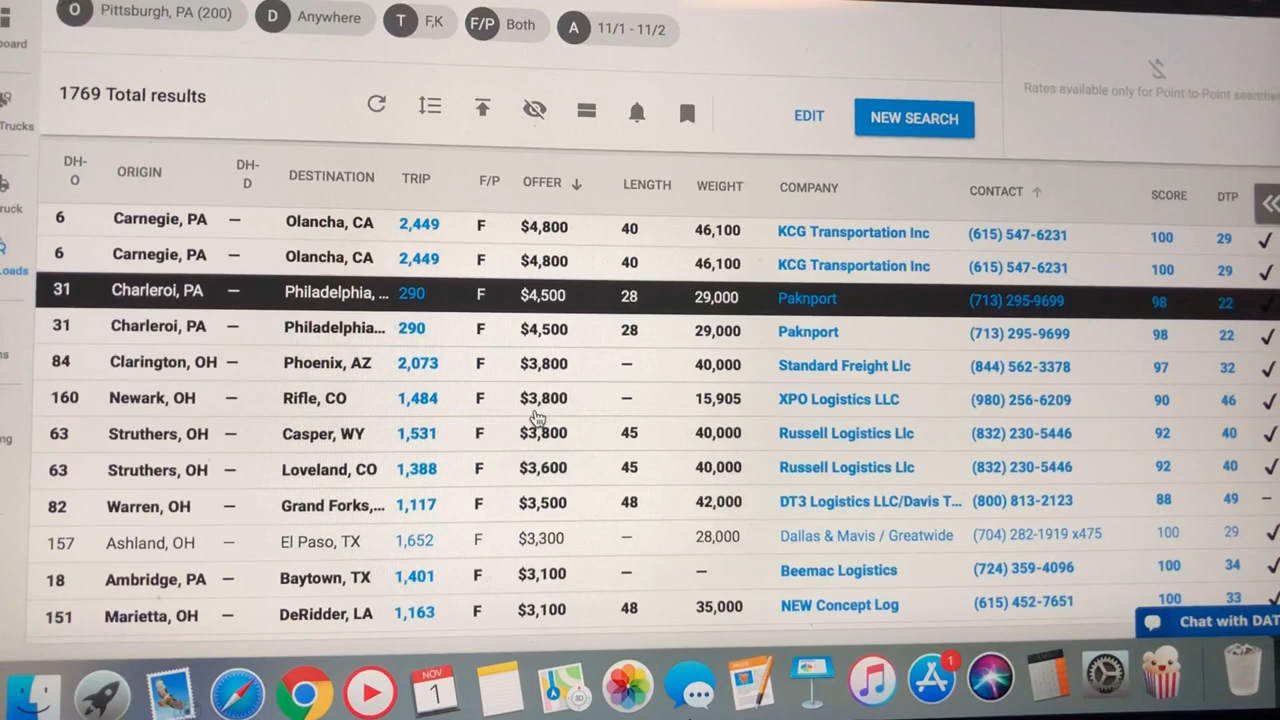 O Pittsburgh, PA (200) D Anywhere T F,K F/P Both A 11/1 - 11/2
board
1769 Total results
EDIT NEW SEARCH
Rates available only for Point-to-Point searches
Trucks
DH-O ORIGIN DH-D DESTINATION TRIP F/P OFFER LENGTH WEIGHT COMPANY CONTACT SCORE DTP
ruck
6 Carnegie, PA — Olancha, CA 2,449 F $4,800 40 46,100 KCG Transportation Inc (615) 547-6231 100 29
6 Carnegie, PA — Olancha, CA 2,449 F $4,800 40 46,100 KCG Transportation Inc (615) 547-6231 100 29
oads
31 Charleroi, PA — Philadelphia, ... 290 F $4,500 28 29,000 Paknport (713) 295-9699 98 22
31 Charleroi, PA — Philadelphia... 290 F $4,500 28 29,000 Paknport (713) 295-9699 98 22
ns
84 Clarington, OH — Phoenix, AZ 2,073 F $3,800 — 40,000 Standard Freight Llc (844) 562-3378 97 32
160 Newark, OH — Rifle, CO 1,484 F $3,800 — 15,905 XPO Logistics LLC (980) 256-6209 90 46
ng
63 Struthers, OH — Casper, WY 1,531 F $3,800 45 40,000 Russell Logistics Llc (832) 230-5446 92 40
63 Struthers, OH — Loveland, CO 1,388 F $3,600 45 40,000 Russell Logistics Llc (832) 230-5446 92 40
82 Warren, OH — Grand Forks,... 1,117 F $3,500 48 42,000 DT3 Logistics LLC/Davis T... (800) 813-2123 88 49 —
157 Ashland, OH — El Paso, TX 1,652 F $3,300 — 28,000 Dallas & Mavis / Greatwide (704) 282-1919 x475 100 29
18 Ambridge, PA — Baytown, TX 1,401 F $3,100 — — Beemac Logistics (724) 359-4096 100 34
151 Marietta, OH — DeRidder, LA 1,163 F $3,100 48 35,000 NEW Concept Log (615) 452-7651 100 33
Chat with DAT
NOV
1
1